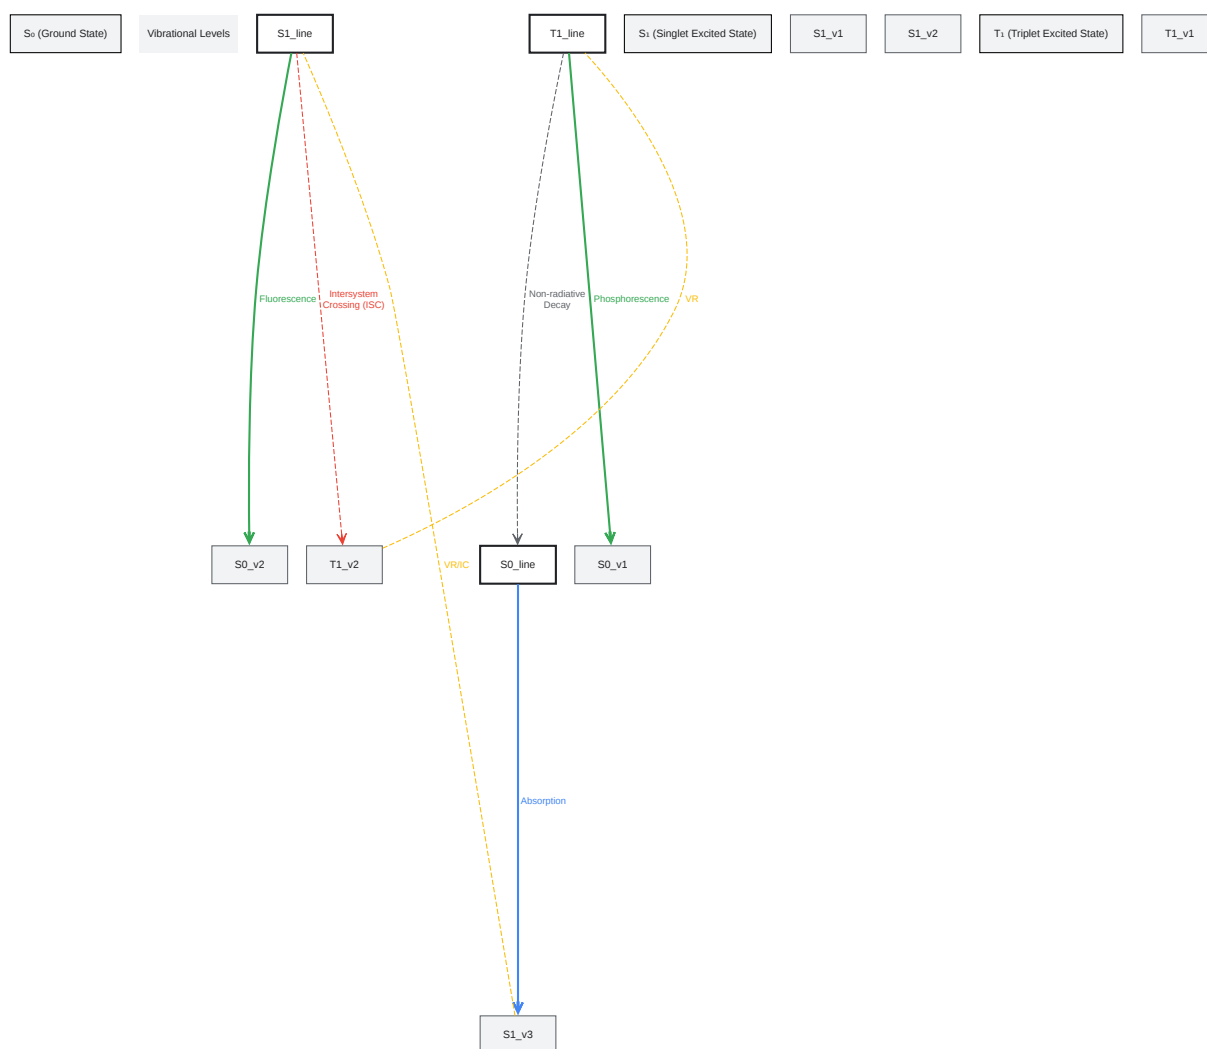 S₀ (Ground State)
Vibrational Levels
S1_line
T1_line
S₁ (Singlet Excited State)
S1_v1
S1_v2
T₁ (Triplet Excited State)
T1_v1
Fluorescence
Intersystem
Crossing (ISC)
Non-radiative
Decay
Phosphorescence
VR
S0_v2
T1_v2
VR/IC
S0_line
S0_v1
Absorption
S1_v3